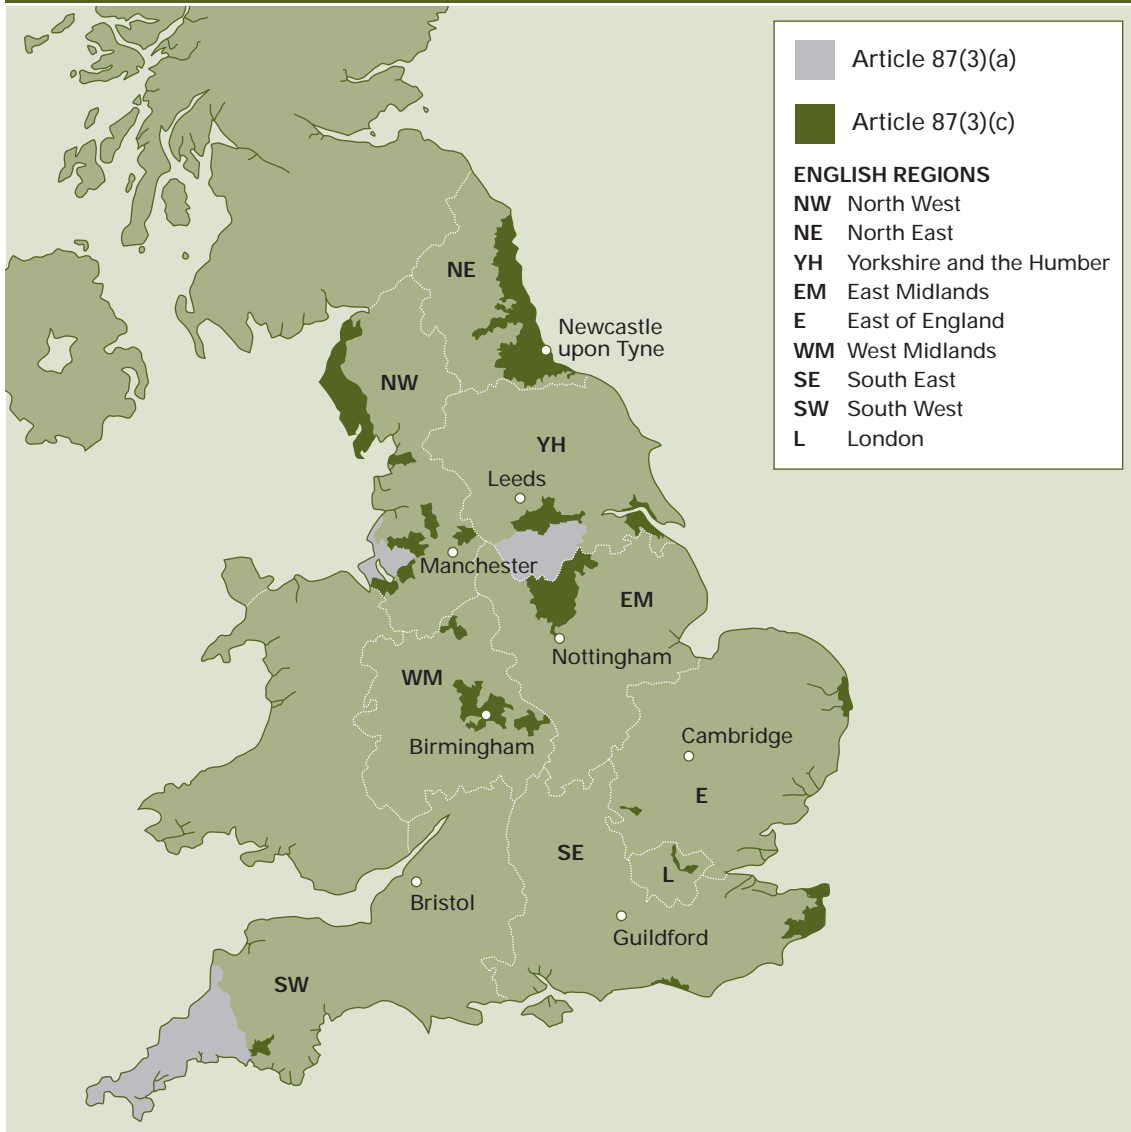 Article 87(3)(a)
Article 87(3)(c)
ENGLISH REGIONS
NW North West
NE North East
YH Yorkshire and the Humber
EM East Midlands
E East of England
WM West Midlands
SE South East
SW South West
L London
NE
Newcastle
upon Tyne
NW
YH
Leeds
Manchester
EM
Nottingham
WM
Birmingham
Cambridge
E
SE
L
Bristol
Guildford
SW